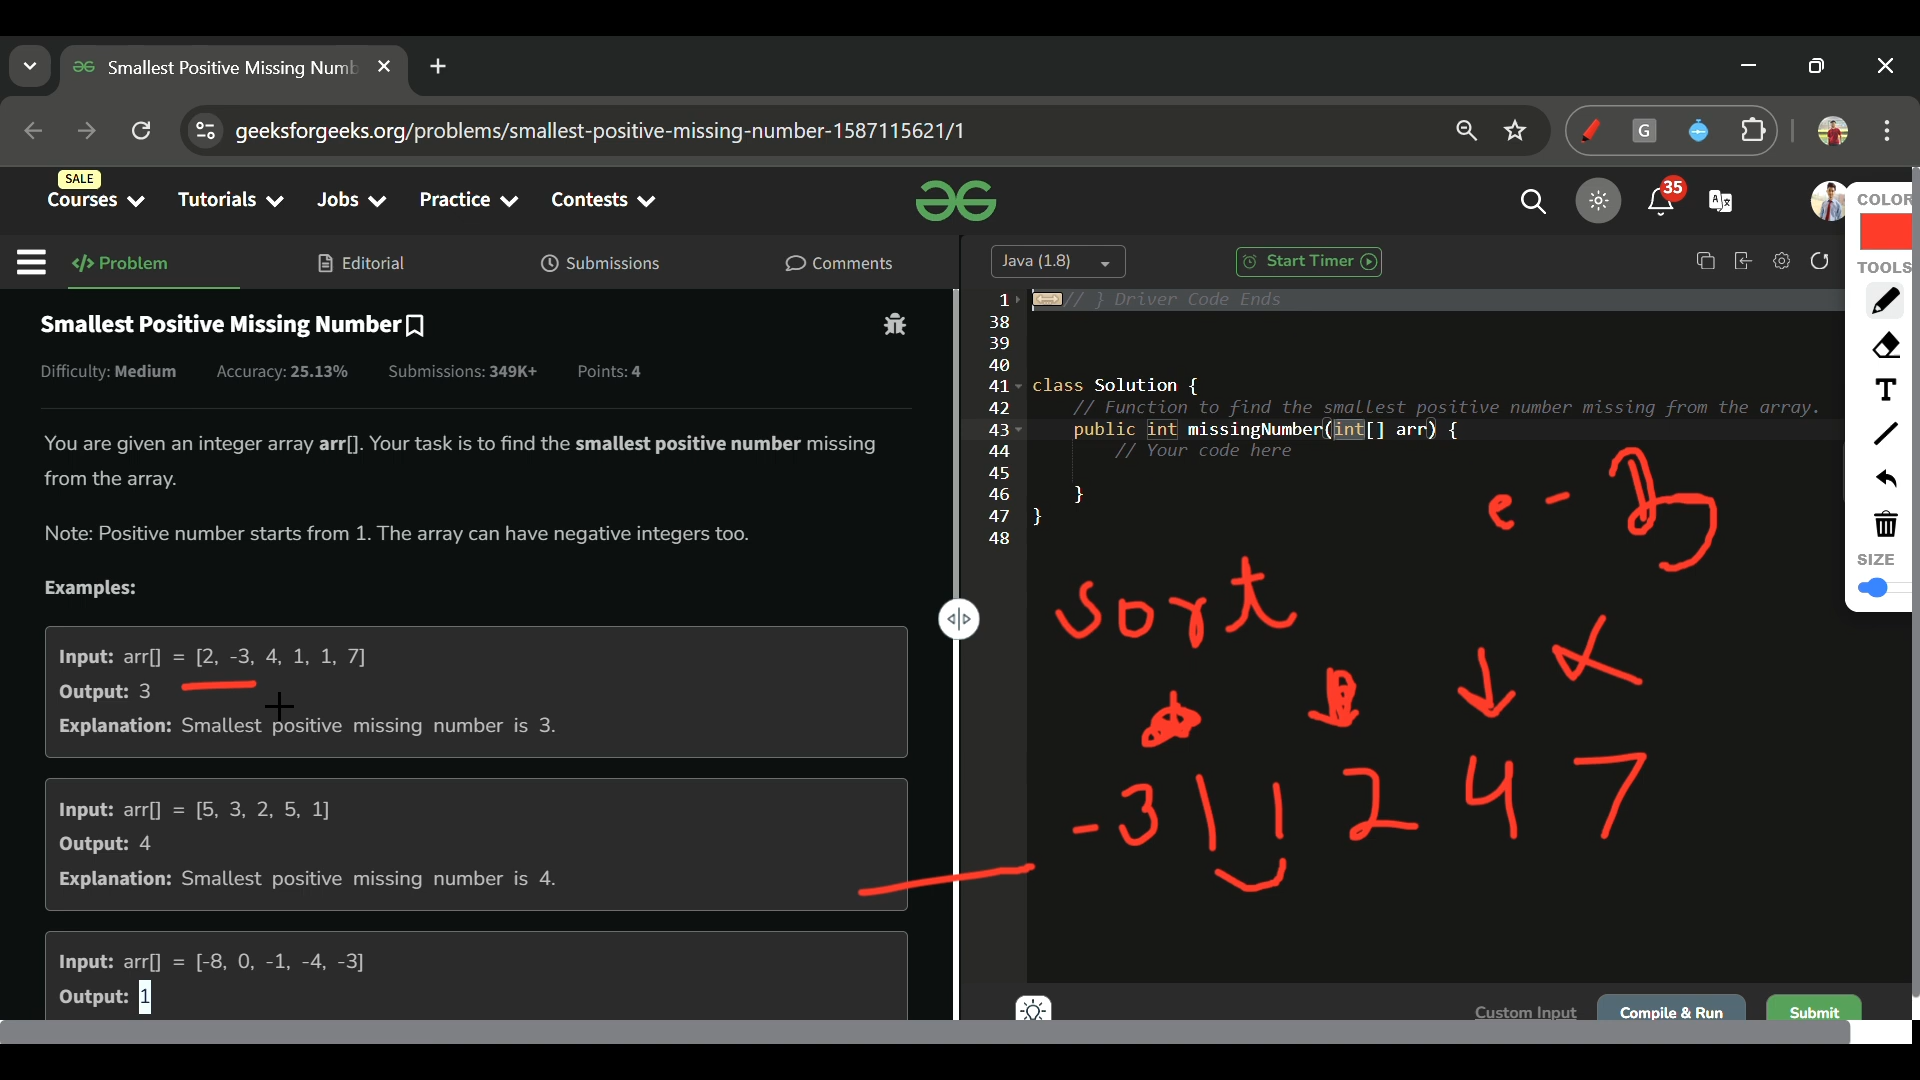 Smallest Positive Missing Numb
geeksforgeeks.org/problems/smallest-positive-missing-number-1587115621/1
G
SALE
Courses Tutorials Jobs Practice Contests
35
COLOR
TOOLS
T
SIZE
</> Problem Editorial Submissions Comments
Smallest Positive Missing Number
Difficulty: Medium Accuracy: 25.13% Submissions: 349K+ Points: 4
You are given an integer array arr[]. Your task is to find the smallest positive number missing
from the array.
Note: Positive number starts from 1. The array can have negative integers too.
Examples:
Input: arr[] = [2, -3, 4, 1, 1, 7]
Output: 3
Explanation: Smallest positive missing number is 3.
Input: arr[] = [5, 3, 2, 5, 1]
Output: 4
Explanation: Smallest positive missing number is 4.
Input: arr[] = [-8, 0, -1, -4, -3]
Output: 1
Java (1.8) Start Timer
1 // } Driver Code Ends
38
39
40
41 class Solution {
42 // Function to find the smallest positive number missing from the array.
43 public int missingNumber(int[] arr) {
44 // Your code here
45
46 }
47 }
48
sort
-3 1 1 2 4 7
Custom Input Compile & Run Submit